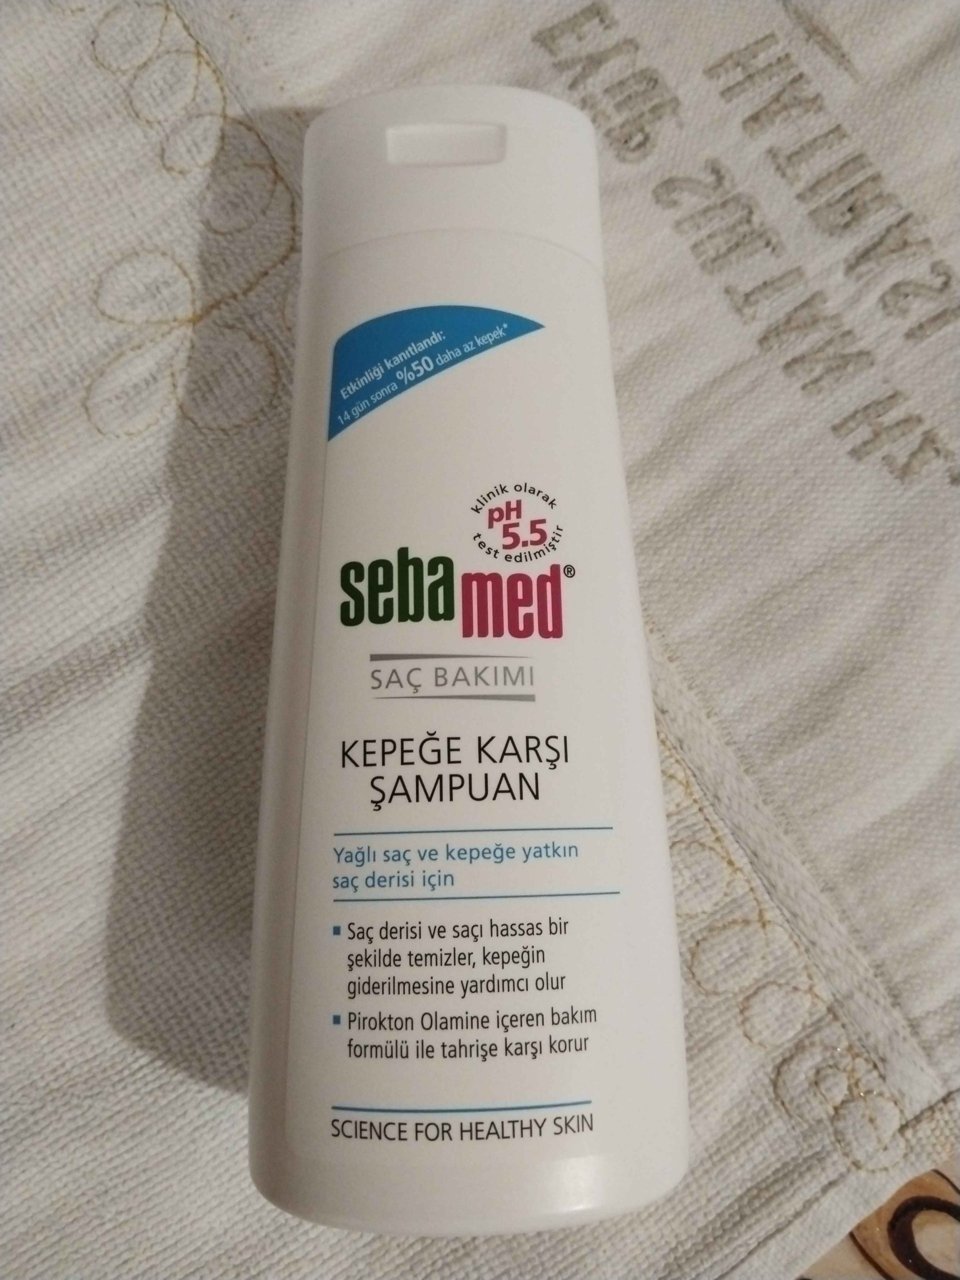 Etkinliği kanıtlandı:
14 gün sonra %50 daha az kepek*
klinik olarak
pH
5.5
test edilmiştir
sebamed®
SAÇ BAKIMI
KEPEĞE KARŞI
ŞAMPUAN
Yağlı saç ve kepeğe yatkın
saç derisi için
▪ Saç derisi ve saçı hassas bir
şekilde temizler, kepeğin
giderilmesine yardımcı olur
▪ Pirokton Olamine içeren bakım
formülü ile tahrişe karşı korur
SCIENCE FOR HEALTHY SKIN